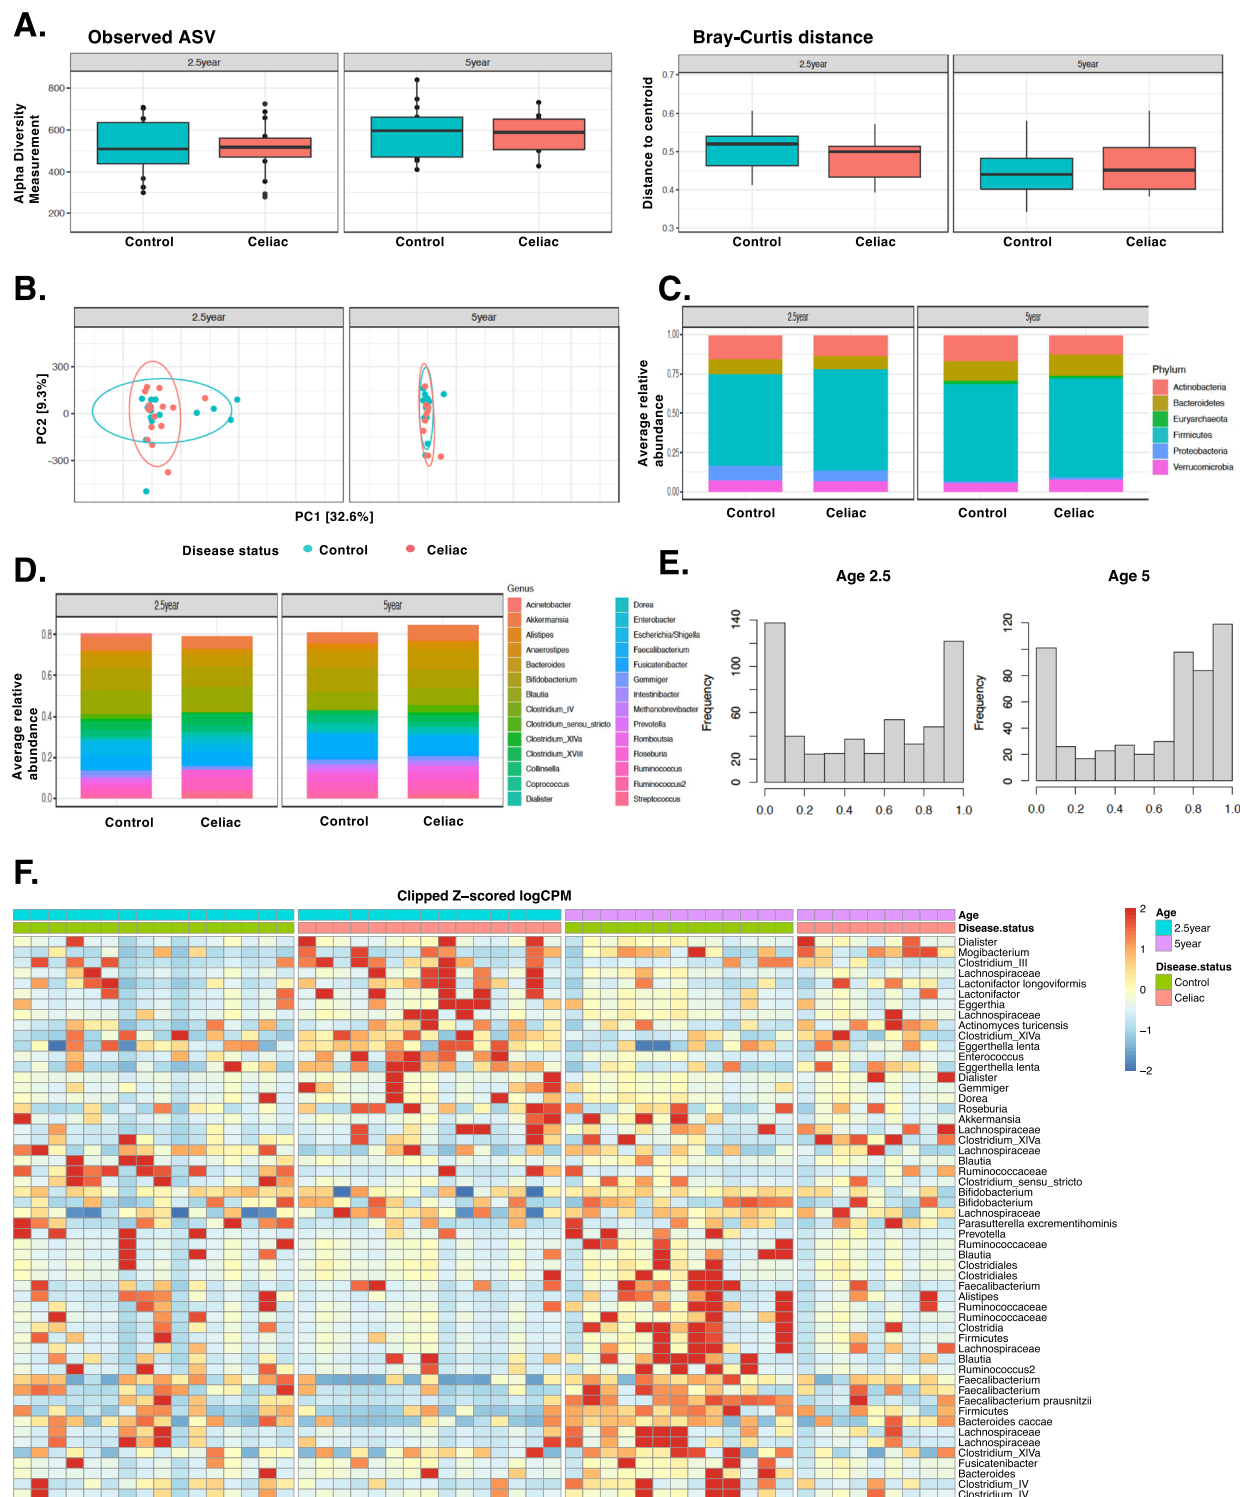 A.
Observed ASV
2.5year
5year
Alpha Diversity
Measurement
800
600
400
200
Control
Celiac
Control
Celiac
Bray-Curtis distance
2.5year
5year
Distance to centroid
0.7
0.6
0.5
0.4
0.3
Control
Celiac
Control
Celiac
B.
2.5year
5year
PC2 [9.3%]
300
0
-300
PC1 [32.6%]
Disease status
Control
Celiac
C.
2.5year
5year
Average relative
abundance
1.00
0.75
0.50
0.25
0.00
Control
Celiac
Control
Celiac
Phylum
Actinobacteria
Bacteroidetes
Euryarchaeota
Firmicutes
Proteobacteria
Verrucomicrobia
D.
2.5year
5year
Average relative
abundance
0.8
0.6
0.4
0.2
0.0
Control
Celiac
Control
Celiac
Genus
Acinetobacter
Akkermansia
Alistipes
Anaerostipes
Bacteroides
Bifidobacterium
Blautia
Clostridium_IV
Clostridium_sensu_stricto
Clostridium_XIVa
Clostridium_XVIII
Collinsella
Coprococcus
Dialister
Dorea
Enterobacter
Escherichia/Shigella
Faecalibacterium
Fusicatenibacter
Gemmiger
Intestinibacter
Methanobrevibacter
Prevotella
Romboutsia
Roseburia
Ruminococcus
Ruminococcus2
Streptococcus
E.
Age 2.5
Frequency
140
100
60
20
0
0.0 0.2 0.4 0.6 0.8 1.0
Age 5
Frequency
120
80
60
40
20
0
0.0 0.2 0.4 0.6 0.8 1.0
F.
Clipped Z−scored logCPM
Age
Disease.status
Dialister
Mogibacterium
Clostridium_III
Lachnospiraceae
Lactonifactor longoviformis
Lactonifactor
Eggerthia
Lachnospiraceae
Actinomyces turicensis
Clostridium_XIVa
Eggerthella lenta
Enterococcus
Eggerthella lenta
Dialister
Gemmiger
Dorea
Roseburia
Akkermansia
Lachnospiraceae
Clostridium_XIVa
Lachnospiraceae
Blautia
Ruminococcaceae
Clostridium_sensu_stricto
Bifidobacterium
Bifidobacterium
Lachnospiraceae
Parasutterella excrementihominis
Prevotella
Ruminococcaceae
Blautia
Clostridiales
Clostridiales
Faecalibacterium
Alistipes
Ruminococcaceae
Ruminococcaceae
Clostridia
Firmicutes
Lachnospiraceae
Blautia
Ruminococcus2
Faecalibacterium
Faecalibacterium
Faecalibacterium prausnitzii
Firmicutes
Bacteroides caccae
Lachnospiraceae
Lachnospiraceae
Clostridium_XIVa
Fusicatenibacter
Bacteroides
Clostridium_IV
Clostridium_IV
2
1
0
−1
−2
Age
2.5year
5year
Disease.status
Control
Celiac